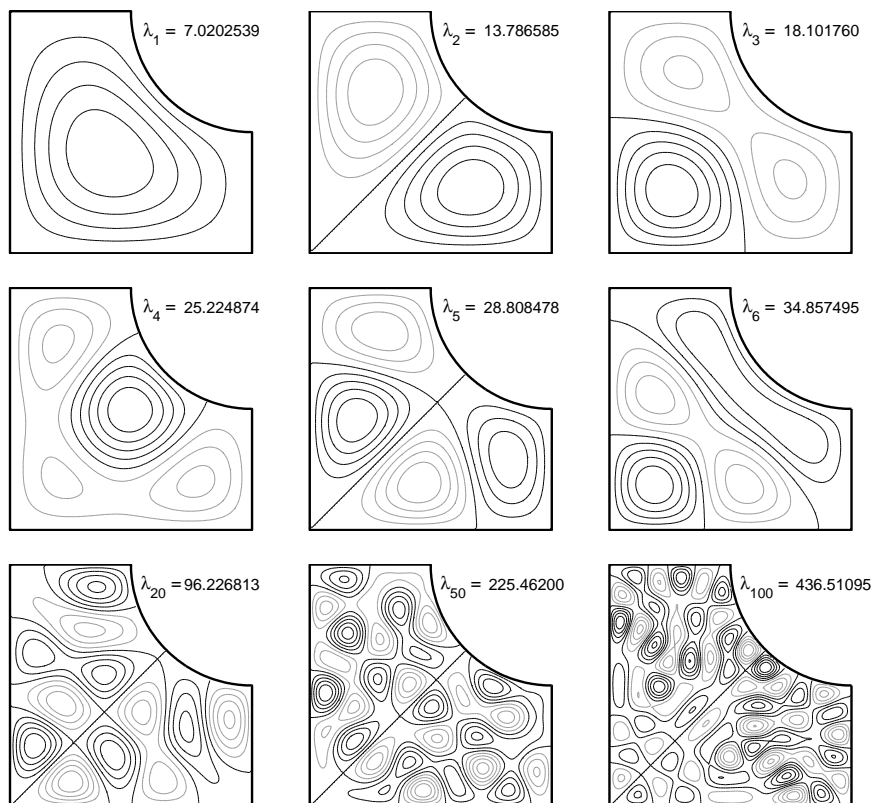 λ1 = 7.0202539
λ2 = 13.786585
λ3 = 18.101760
λ4 = 25.224874
λ5 = 28.808478
λ6 = 34.857495
λ20 = 96.226813
λ50 = 225.46200
λ100 = 436.51095